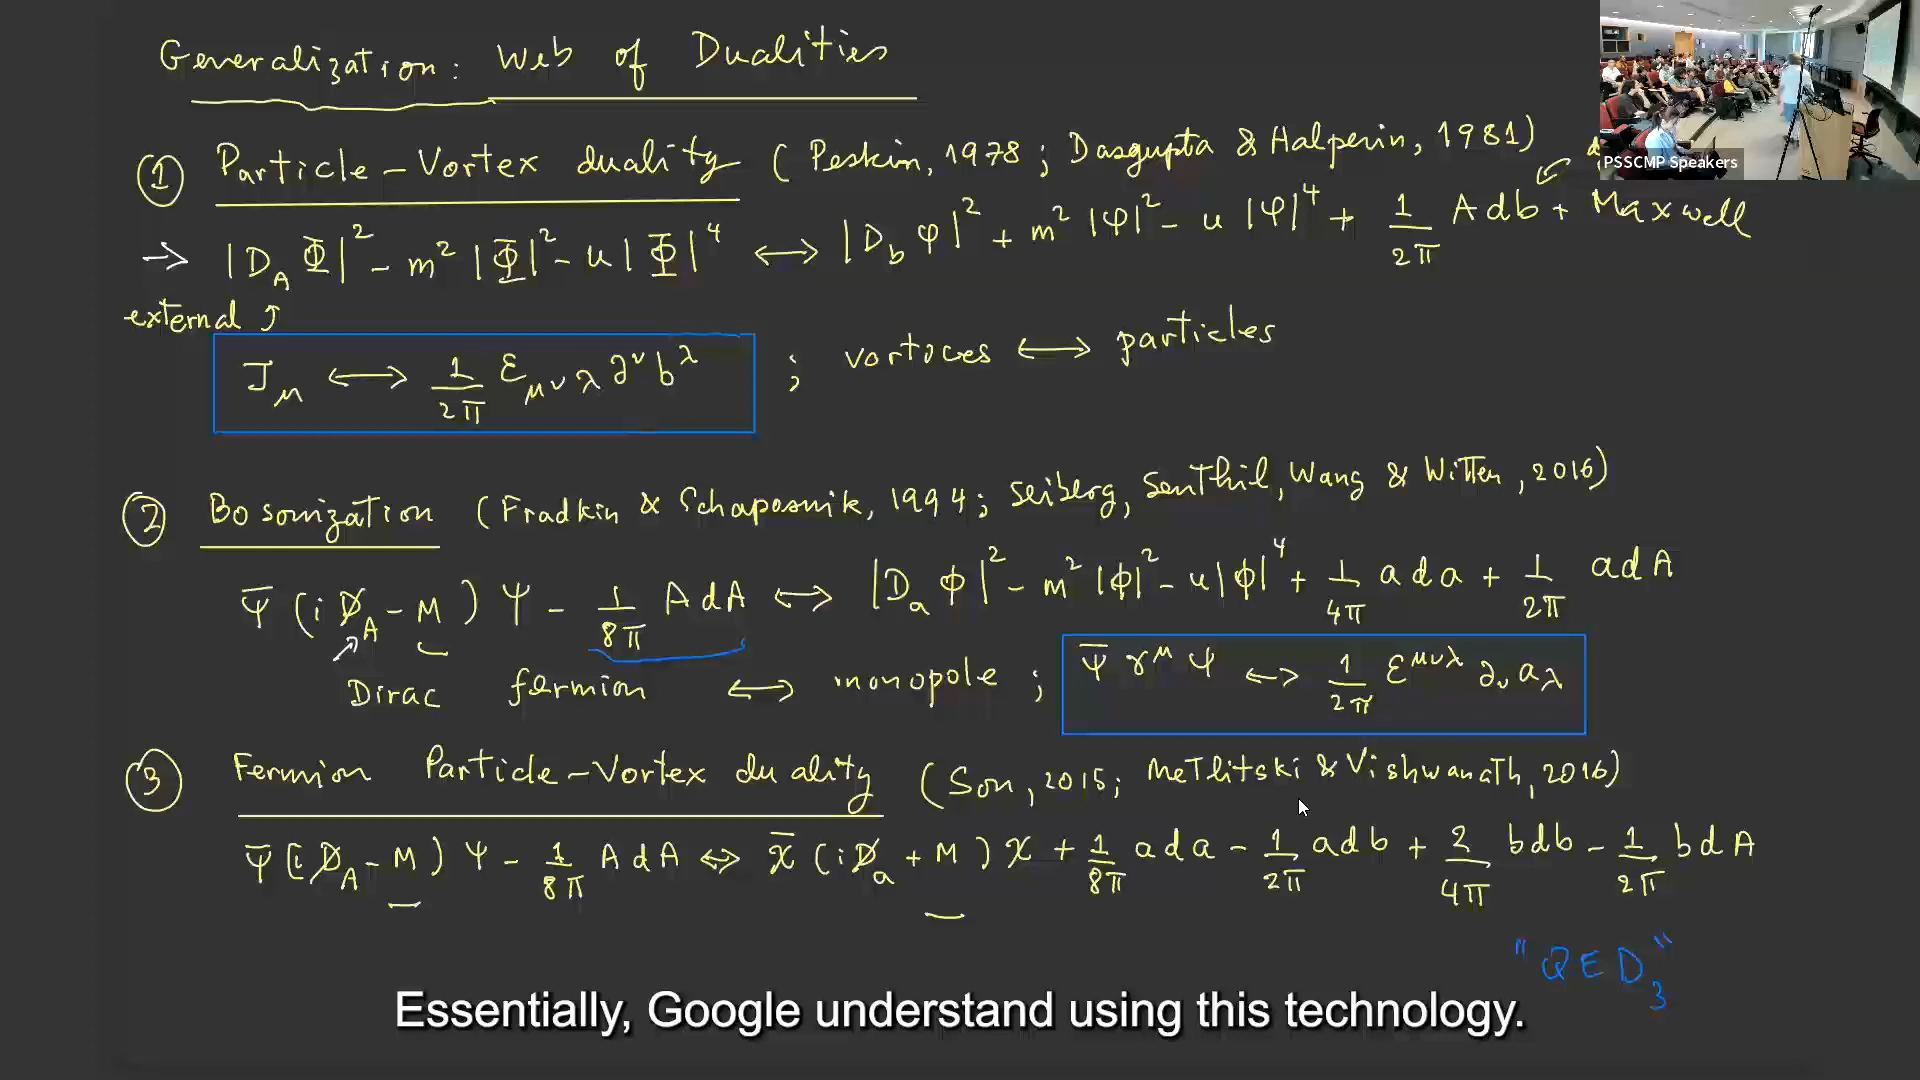 Generalization: Web of Dualities
① Particle-Vortex duality (Peskin, 1978; Dasgupta & Halperin, 1981)
→ |D_A Φ|² - m² |Φ|² - u |Φ|⁴ ⟷ |D_b φ|² + m² |φ|² - u |φ|⁴ + 1/2π Adb + Maxwell
external ↑
J_μ ⟷ 1/2π ε_μνλ ∂^ν b^λ ; vortoces ⟷ particles
② Bosonization (Fradkin & Schaposnik, 1994; Seiberg, Senthil, Wang & Witten, 2016)
ψ̄ (i D̸_A - M) ψ - 1/8π AdA ⟷ |D_a ϕ|² - m² |ϕ|² - u |ϕ|⁴ + 1/4π ada + 1/2π adA
Dirac fermion ⟷ monopole ; ψ̄ γ^μ ψ ⟷ 1/2π ε^μνλ ∂_ν a_λ
③ Fermion Particle-Vortex duality (Son, 2015; Metlitski & Vishwanath, 2016)
ψ̄ [i D̸_A - M) ψ - 1/8π AdA ⟷ χ̄ (i D̸_a + M) χ + 1/8π ada - 1/2π adb + 2/4π bdb - 1/2π bdA
"QED₃"
Essentially, Google understand using this technology.
PSSCMP Speakers